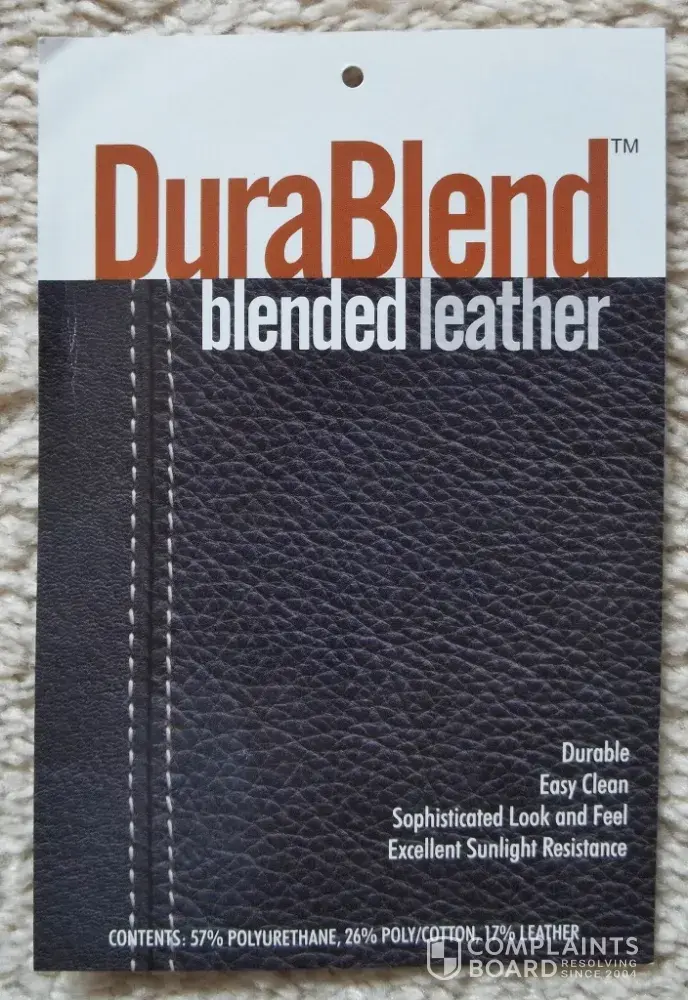 DuraBlend™
blended leather
Durable
Easy Clean
Sophisticated Look and Feel
Excellent Sunlight Resistance
CONTENTS: 57% POLYURETHANE, 26% POLY/COTTON, 17% LEATHER
COMPLAINTS
BOARD RESOLVING
SINCE 2004